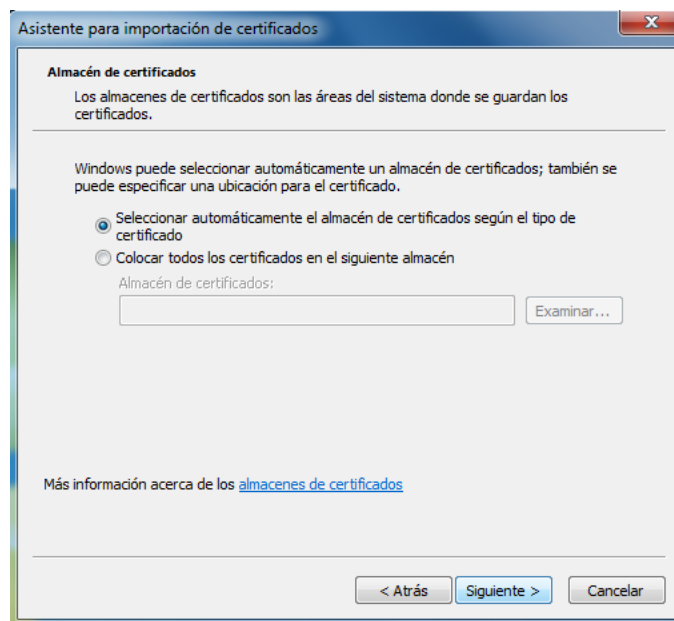 Asistente para importación de certificados
Almacén de certificados
Los almacenes de certificados son las áreas del sistema donde se guardan los
certificados.
Windows puede seleccionar automáticamente un almacén de certificados; también se
puede especificar una ubicación para el certificado.
Seleccionar automáticamente el almacén de certificados según el tipo de
certificado
Colocar todos los certificados en el siguiente almacén
Almacén de certificados:
Examinar...
Más información acerca de los almacenes de certificados
< Atrás
Siguiente >
Cancelar